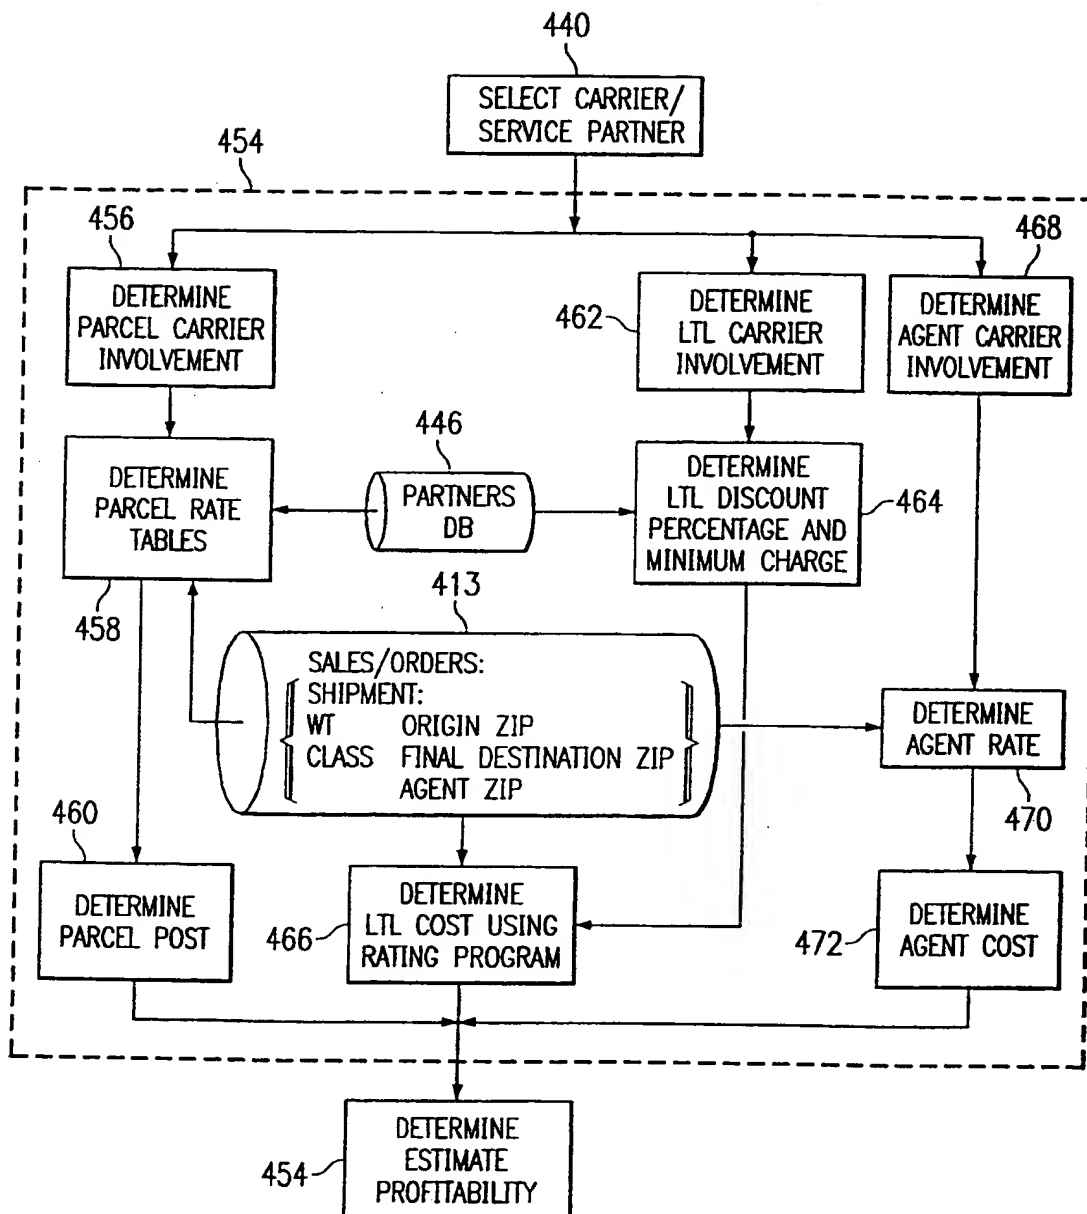 440
SELECT CARRIER/
SERVICE PARTNER
454
456
DETERMINE
PARCEL CARRIER
INVOLVEMENT
462
DETERMINE
LTL CARRIER
INVOLVEMENT
468
DETERMINE
AGENT CARRIER
INVOLVEMENT
DETERMINE
PARCEL RATE
TABLES
458
446
PARTNERS
DB
DETERMINE
LTL DISCOUNT
PERCENTAGE AND
MINIMUM CHARGE
464
413
SALES/ORDERS:
SHIPMENT:
WT ORIGIN ZIP
CLASS FINAL DESTINATION ZIP
AGENT ZIP
DETERMINE
AGENT RATE
470
460
DETERMINE
PARCEL POST
466
DETERMINE
LTL COST USING
RATING PROGRAM
472
DETERMINE
AGENT COST
454
DETERMINE
ESTIMATE
PROFITABILITY